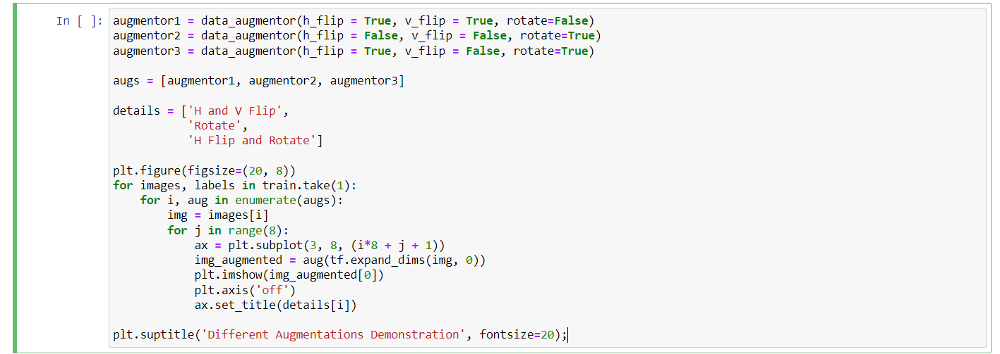 In [ ]: augmentor1 = data_augmentor(h_flip = True, v_flip = True, rotate=False)
augmentor2 = data_augmentor(h_flip = False, v_flip = False, rotate=True)
augmentor3 = data_augmentor(h_flip = True, v_flip = False, rotate=True)

augs = [augmentor1, augmentor2, augmentor3]

details = ['H and V Flip',
           'Rotate',
           'H Flip and Rotate']

plt.figure(figsize=(20, 8))
for images, labels in train.take(1):
    for i, aug in enumerate(augs):
        img = images[i]
        for j in range(8):
            ax = plt.subplot(3, 8, (i*8 + j + 1))
            img_augmented = aug(tf.expand_dims(img, 0))
            plt.imshow(img_augmented[0])
            plt.axis('off')
            ax.set_title(details[i])

plt.suptitle('Different Augmentations Demonstration', fontsize=20);